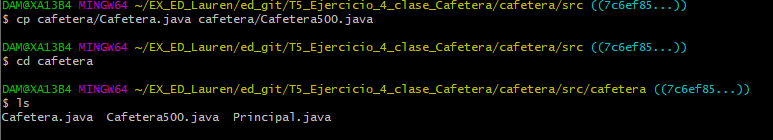 DAM@XA13B4 MINGW64 ~/EX_ED_Lauren/ed_git/T5_Ejercicio_4_clase_Cafetera/cafetera/src ((7c6ef85...))
$ cp cafetera/Cafetera.java cafetera/Cafetera500.java
DAM@XA13B4 MINGW64 ~/EX_ED_Lauren/ed_git/T5_Ejercicio_4_clase_Cafetera/cafetera/src ((7c6ef85...))
$ cd cafetera
DAM@XA13B4 MINGW64 ~/EX_ED_Lauren/ed_git/T5_Ejercicio_4_clase_Cafetera/cafetera/src/cafetera ((7c6ef85...))
$ ls
Cafetera.java  Cafetera500.java  Principal.java